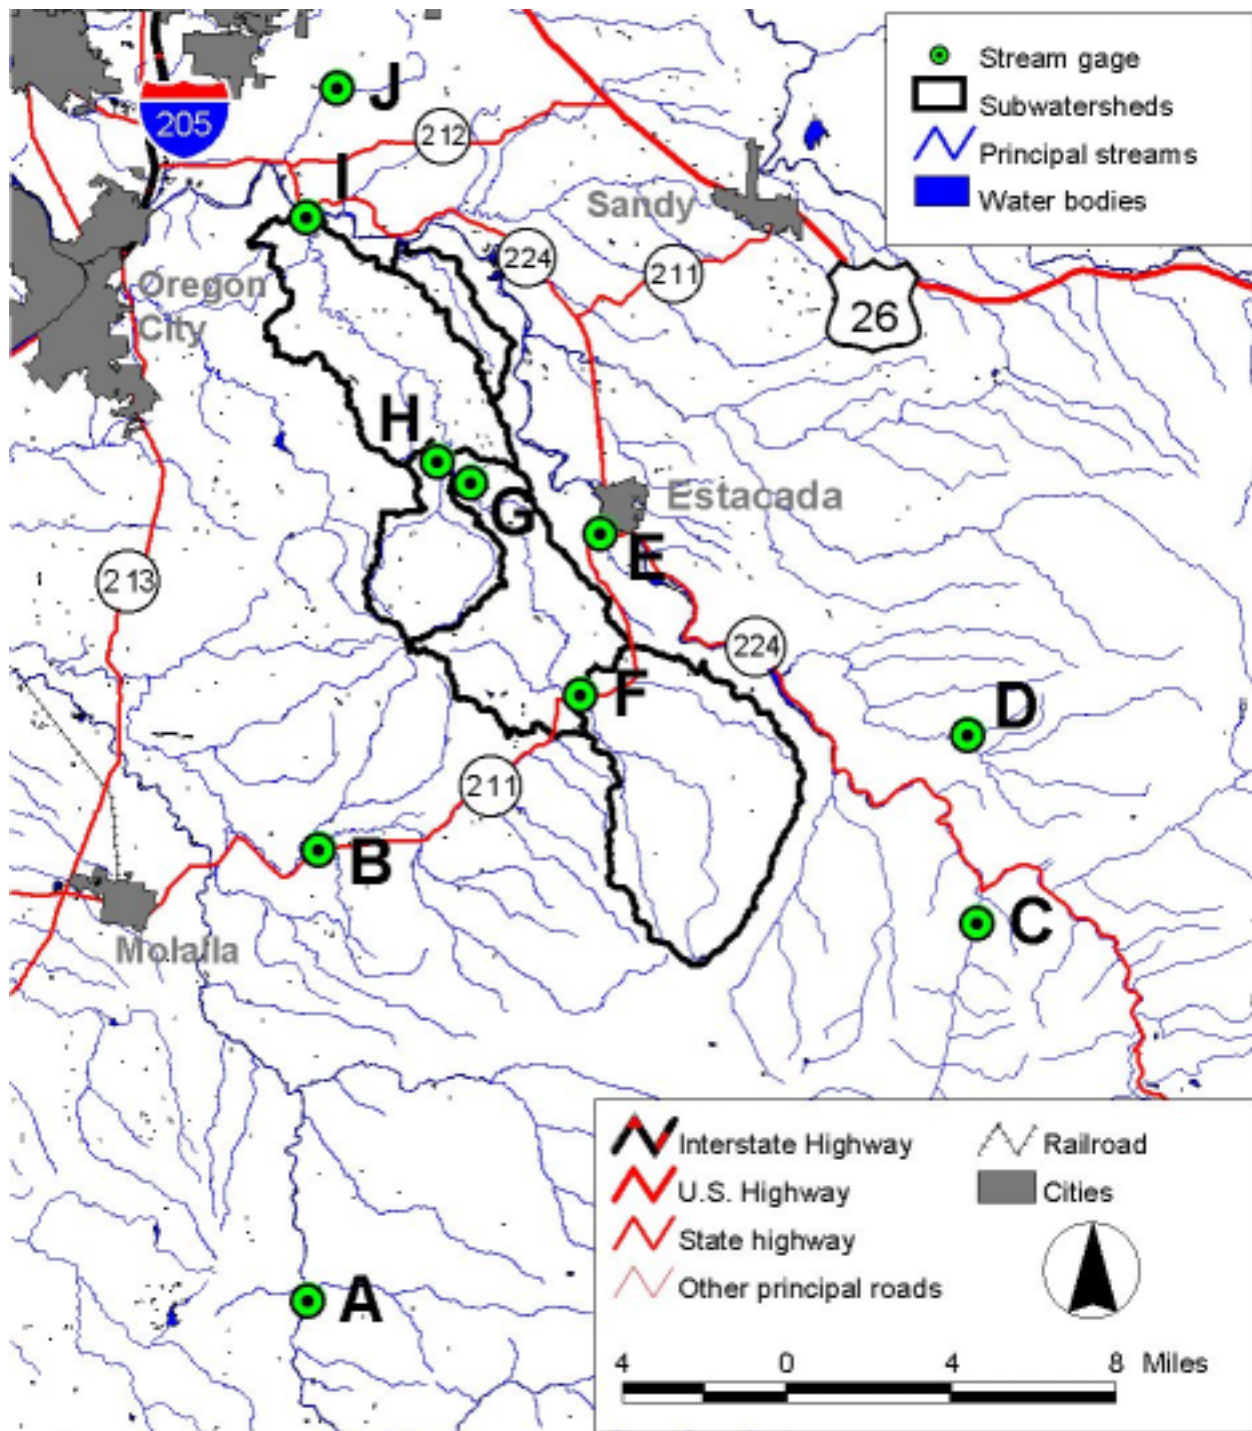 J
Stream gage
205
212
Subwatersheds
I
Principal streams
Sandy
Water bodies
224
211
Oregon
City
26
H
Estacada
G
E
213
224
F
D
211
B
C
Molalla
Interstate Highway
Railroad
U.S. Highway
Cities
State highway
Other principal roads
A
4 0 4 8 Miles